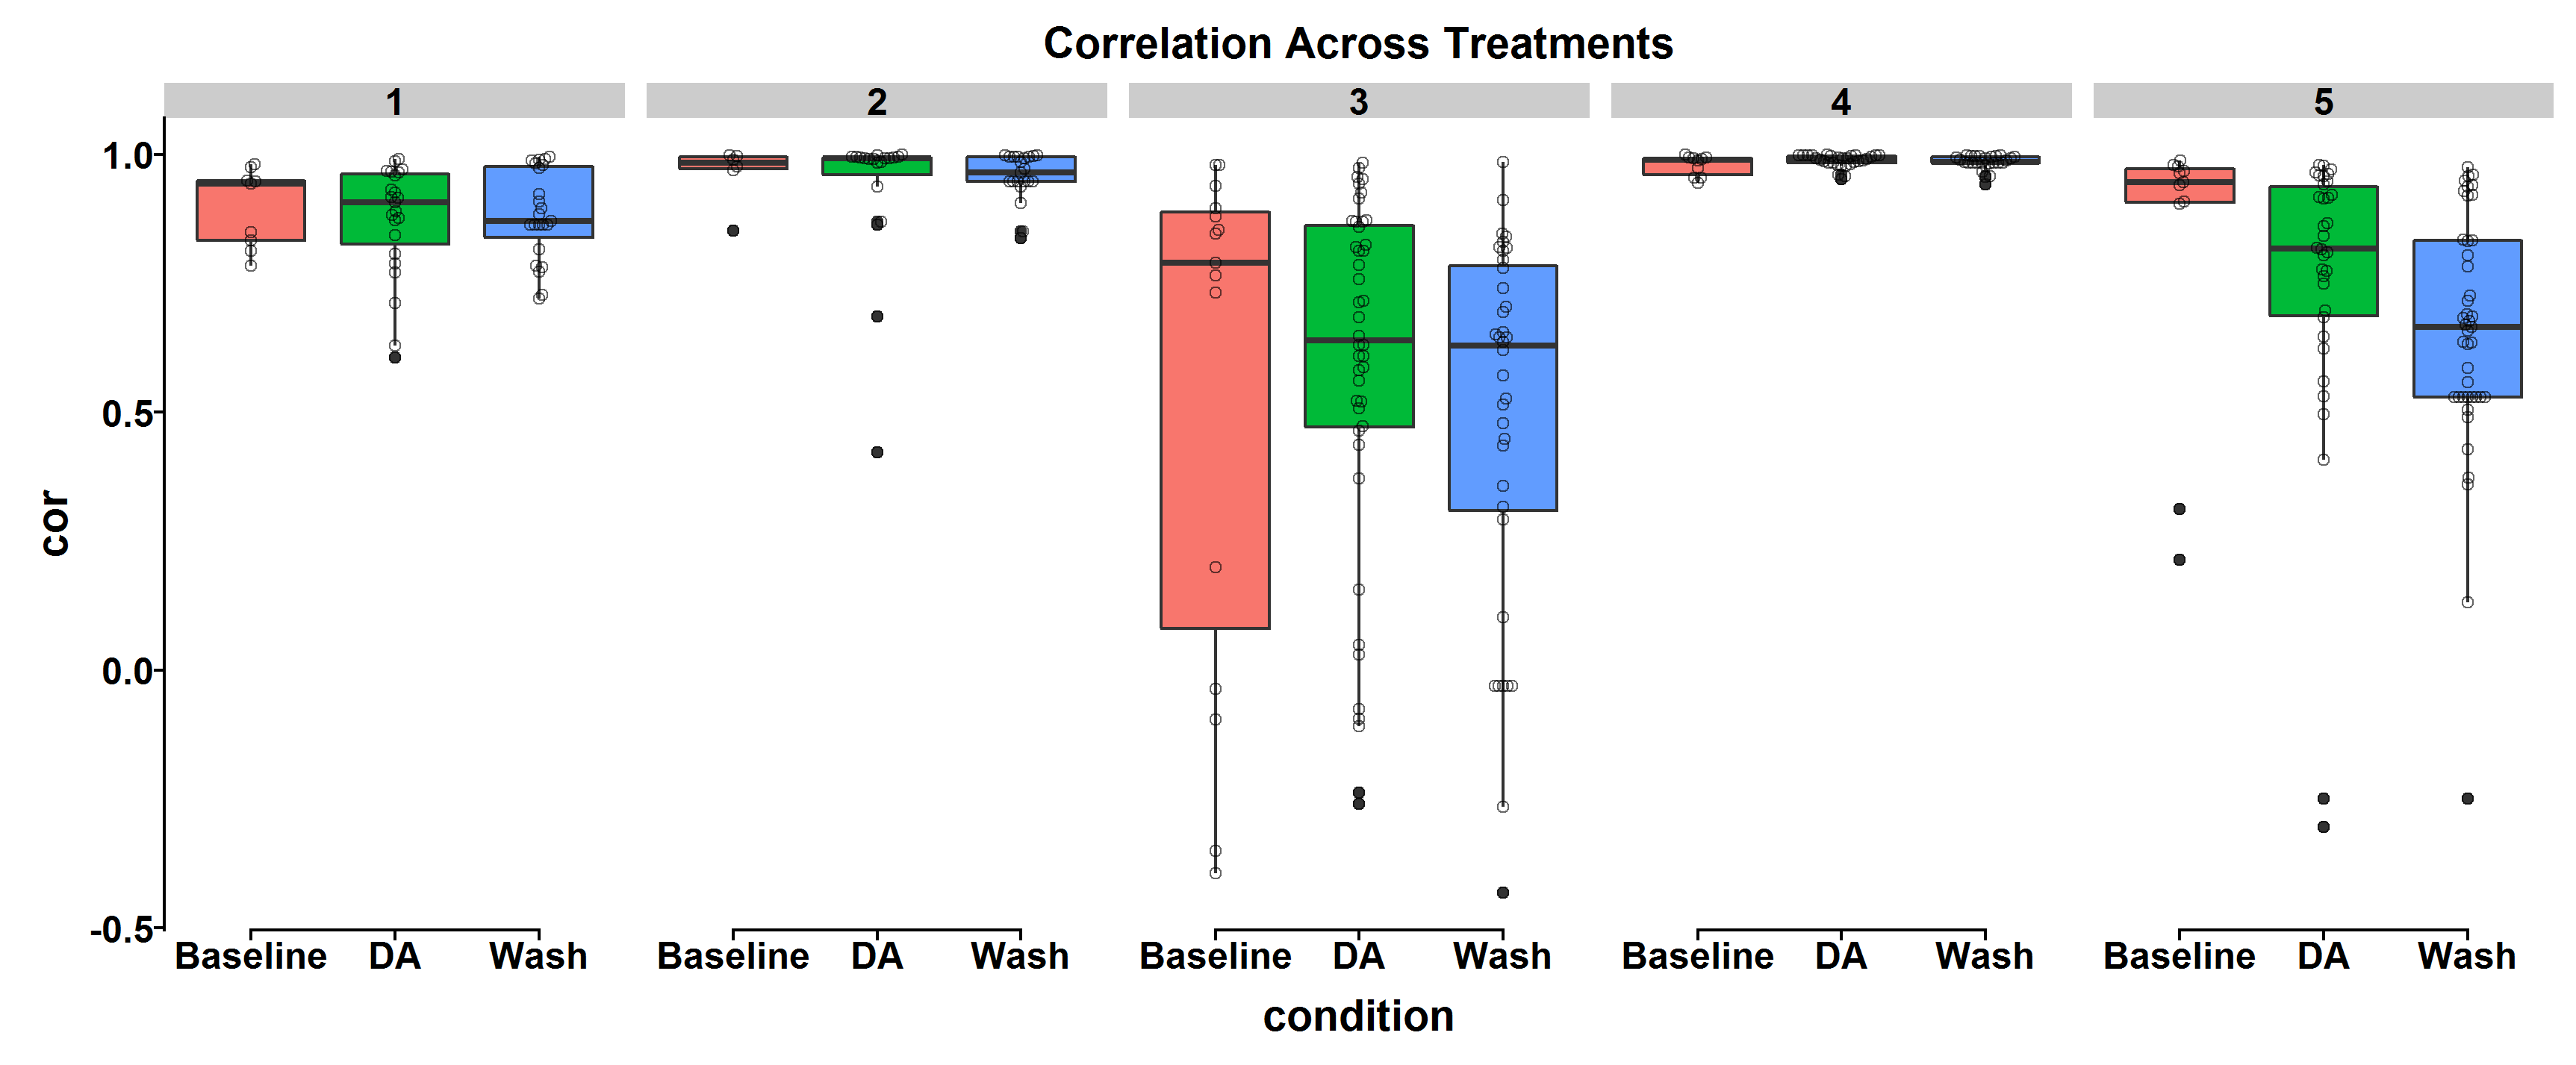 Correlation Across Treatments
1 2 3 4 5
1.0
0.5
0.0
-0.5
cor
Baseline DA Wash Baseline DA Wash Baseline DA Wash Baseline DA Wash Baseline DA Wash
condition